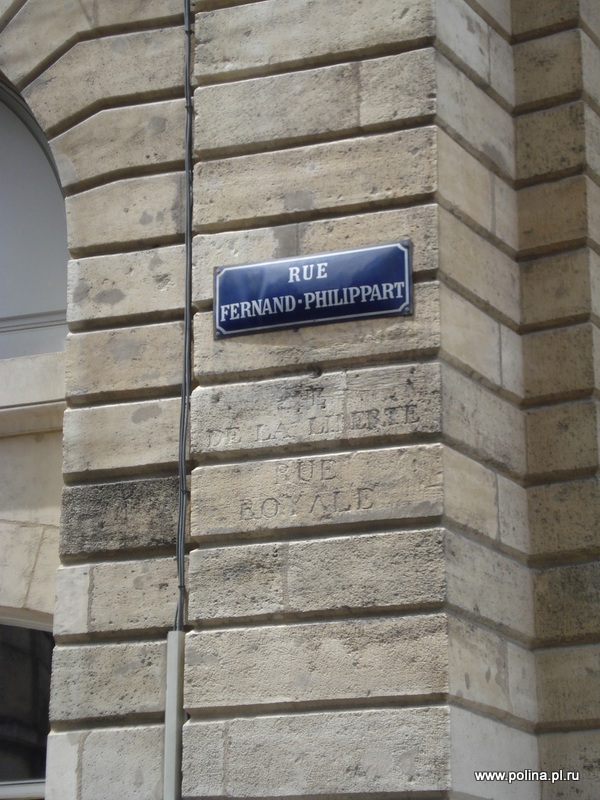 RUE
FERNAND·PHILIPPART
DE LA LIBERTÉ
RUE
ROYALE
www.polina.pl.ru